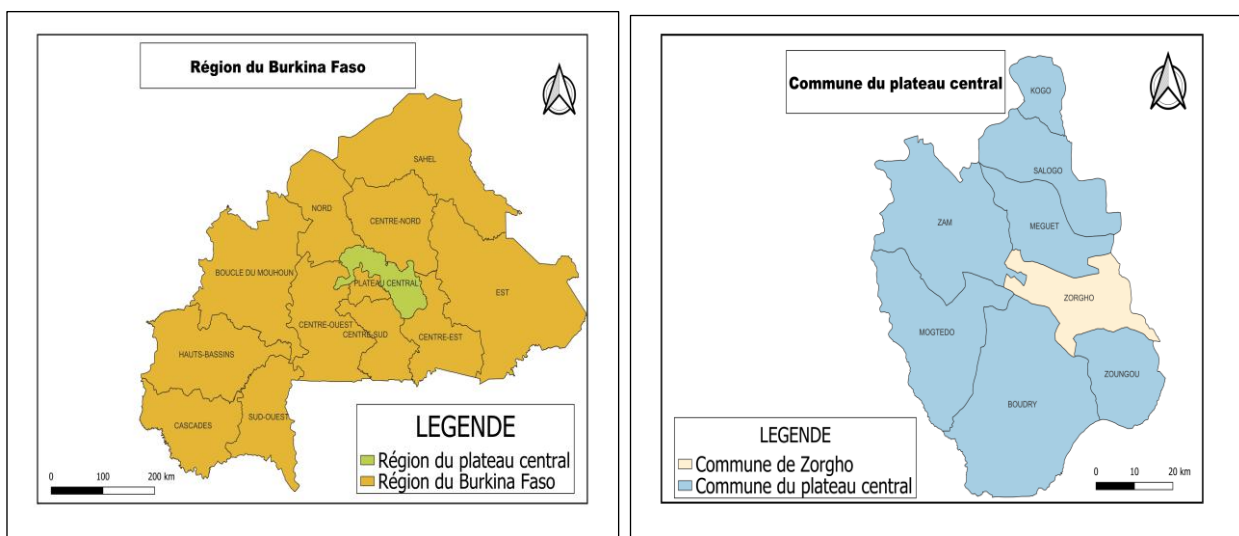 Région du Burkina Faso
SAHEL
NORD
CENTRE-NORD
BOUCLE DU MOUHOUN
PLATEAU CENTRAL
EST
CENTRE-OUEST
CENTRE-SUD
CENTRE-EST
HAUTS-BASSINS
SUD-OUEST
CASCADES
LEGENDE
Région du plateau central
Région du Burkina Faso
0 100 200 km
Commune du plateau central
KOGO
SALOGO
ZAM
MEGUET
ZORGHO
MOGTEDO
ZOUNGOU
BOUDRY
LEGENDE
Commune de Zorgho
Commune du plateau central
0 10 20 km